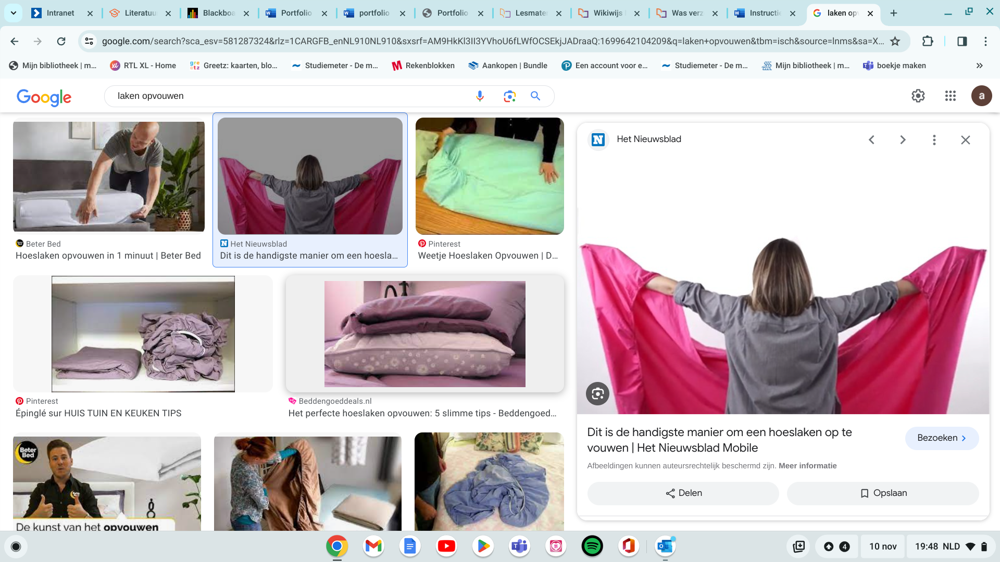 Intranet
Literatuu
Blackboa
Portfolio
portfolio
Portfolio
Lesmater
Wikiwijs
Was verz
Instructie
laken opv
google.com/search?sca_esv=581287324&rlz=1CARGFB_enNL910NL910&sxsrf=AM9HkKl3II3YVhoU6fLWfOCSEkjJADraaQ:1699642104209&q=laken+opvouwen&tbm=isch&source=lnms&sa=X...
Mijn bibliotheek | m...
RTL XL - Home
Greetz: kaarten, blo...
Studiemeter - De m...
Rekenblokken
Aankopen | Bundle
Een account voor e...
Studiemeter - De m...
Mijn bibliotheek | m...
boekje maken
Google
laken opvouwen
a
Beter Bed
Hoeslaken opvouwen in 1 minuut | Beter Bed
Het Nieuwsblad
Dit is de handigste manier om een hoesla...
Pinterest
Weetje Hoeslaken Opvouwen | D...
Pinterest
Épinglé sur HUIS TUIN EN KEUKEN TIPS
Beddengoeddeals.nl
Het perfecte hoeslaken opvouwen: 5 slimme tips - Beddengoed...
Beter
Bed
De kunst van het opvouwen
N Het Nieuwsblad
Dit is de handigste manier om een hoeslaken op te
vouwen | Het Nieuwsblad Mobile
Bezoeken
Afbeeldingen kunnen auteursrechtelijk beschermd zijn. Meer informatie
Delen
Opslaan
4
10 nov
19:48 NLD